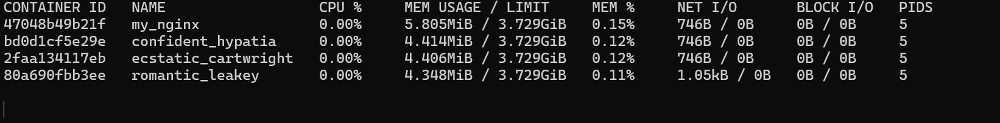 CONTAINER ID   NAME                  CPU %     MEM USAGE / LIMIT     MEM %     NET I/O       BLOCK I/O   PIDS
47048b49b21f   my_nginx              0.00%     5.805MiB / 3.729GiB   0.15%     746B / 0B     0B / 0B     5
bd0d1cf5e29e   confident_hypatia     0.00%     4.414MiB / 3.729GiB   0.12%     746B / 0B     0B / 0B     5
2faa134117eb   ecstatic_cartwright   0.00%     4.406MiB / 3.729GiB   0.12%     746B / 0B     0B / 0B     5
80a690fbb3ee   romantic_leakey       0.00%     4.348MiB / 3.729GiB   0.11%     1.05kB / 0B   0B / 0B     5